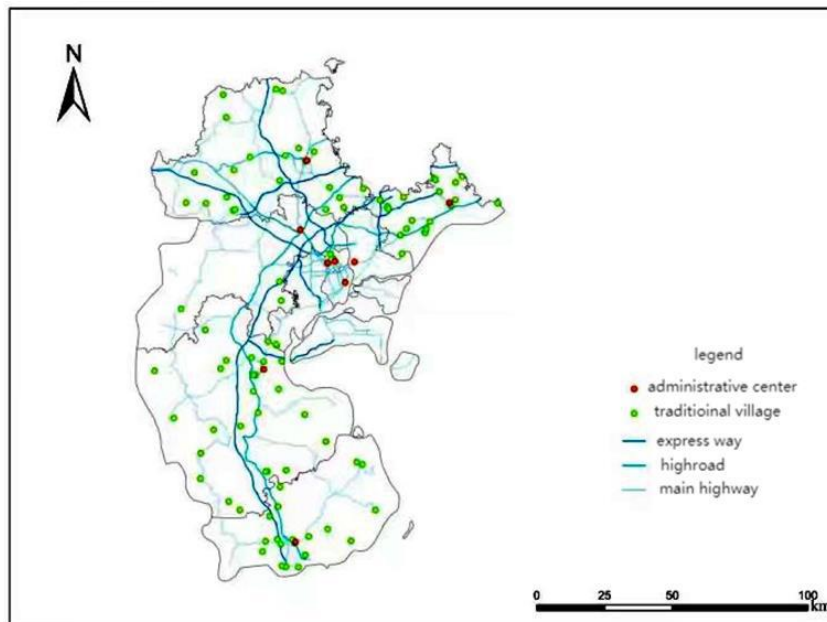 N
legend
administrative center
traditioinal village
express way
highroad
main highway
0 25 50 100
km